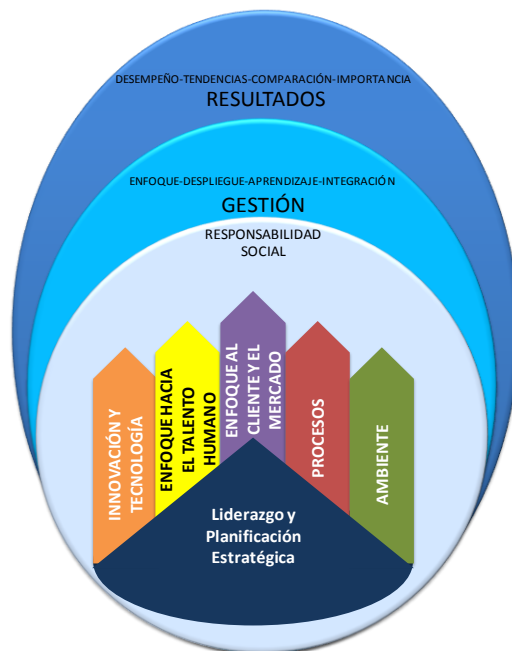 DESEMPEÑO-TENDENCIAS-COMPARACIÓN-IMPORTANCIA
RESULTADOS
ENFOQUE-DESPLIEGUE-APRENDIZAJE-INTEGRACIÓN
GESTIÓN
RESPONSABILIDAD
SOCIAL
INNOVACIÓN Y
TECNOLOGÍA
ENFOQUE HACIA
EL TALENTO
HUMANO
ENFOQUE AL
CLIENTE Y EL
MERCADO
PROCESOS
AMBIENTE
Liderazgo y
Planificación
Estratégica